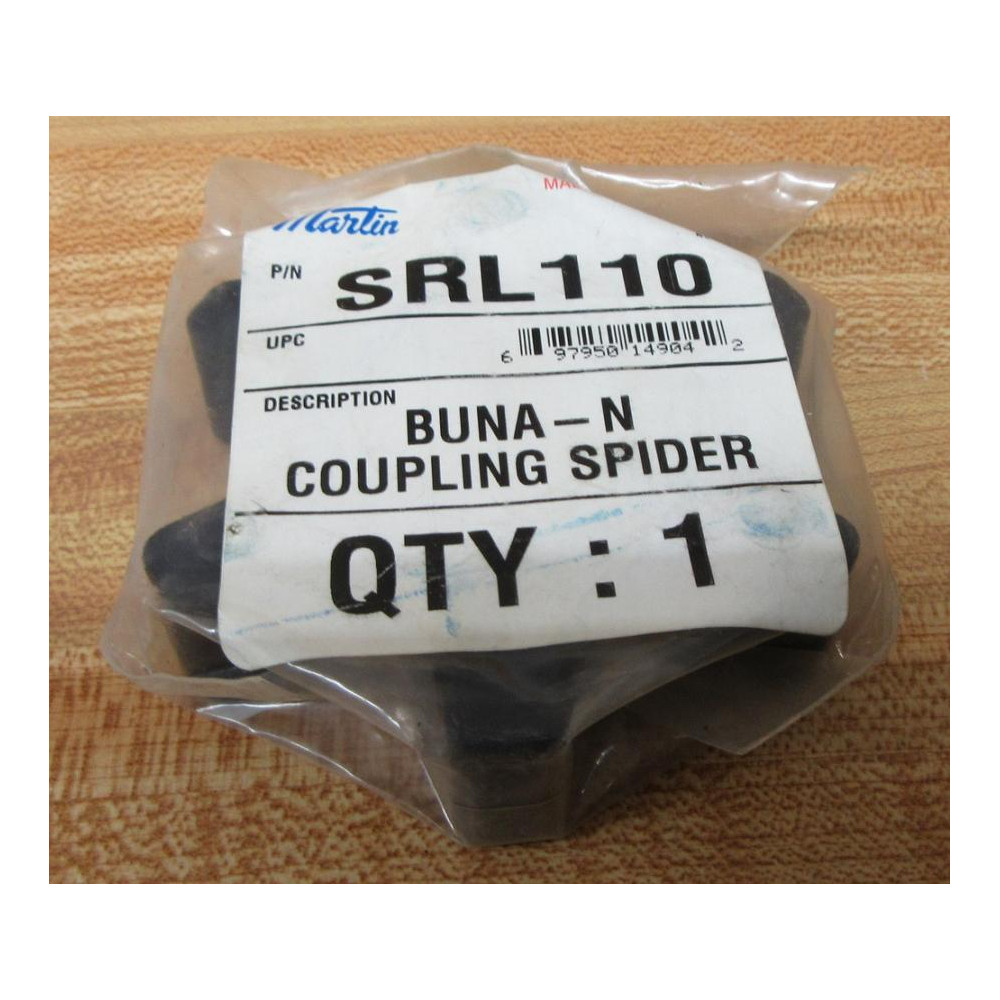 Martin
P/N SRL110
UPC 6 97950 14904 2
DESCRIPTION BUNA-N
COUPLING SPIDER
QTY : 1